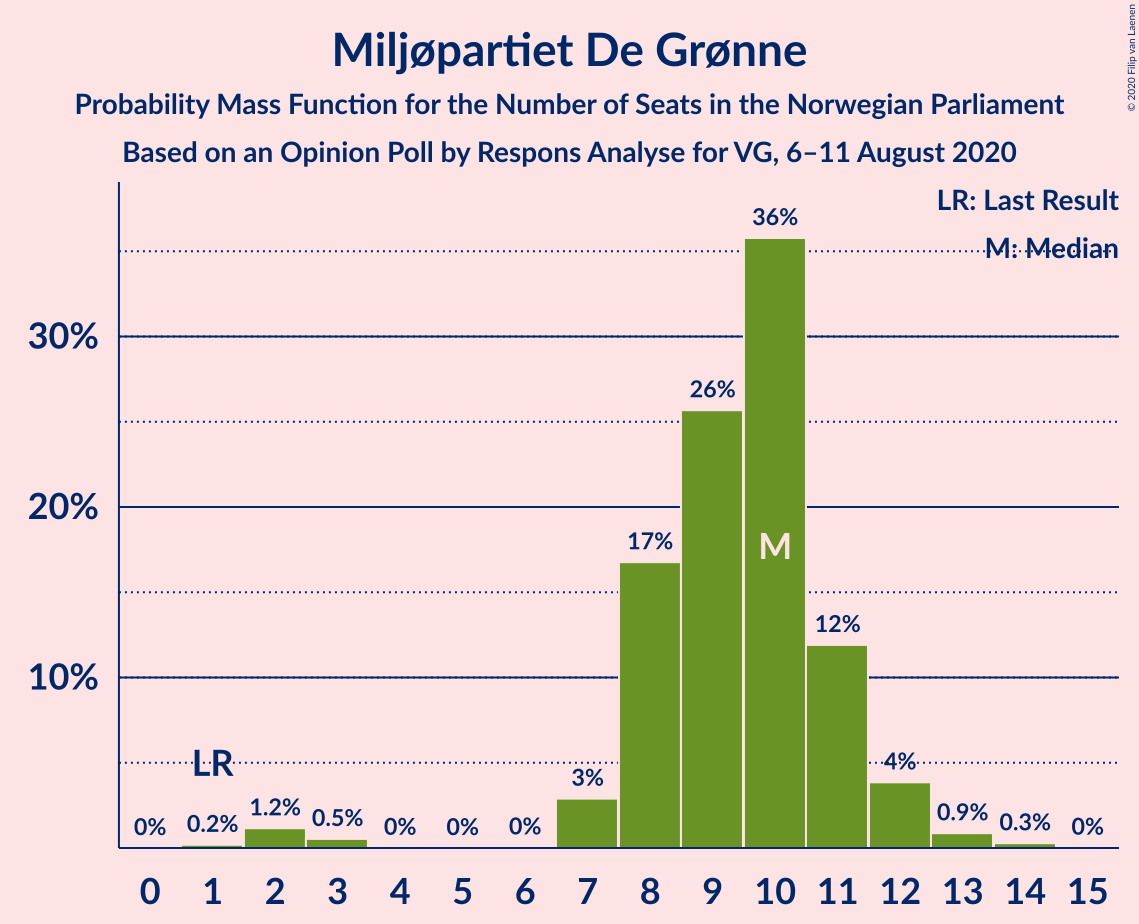 Miljøpartiet De Grønne
Probability Mass Function for the Number of Seats in the Norwegian Parliament
Based on an Opinion Poll by Respons Analyse for VG, 6–11 August 2020
© 2020 Filip van Laenen
LR: Last Result
M: Median
30%
20%
10%
0% 0.2% 1.2% 0.5% 0% 0% 0% 3% 17% 26% 36% 12% 4% 0.9% 0.3% 0%
LR
M
0 1 2 3 4 5 6 7 8 9 10 11 12 13 14 15